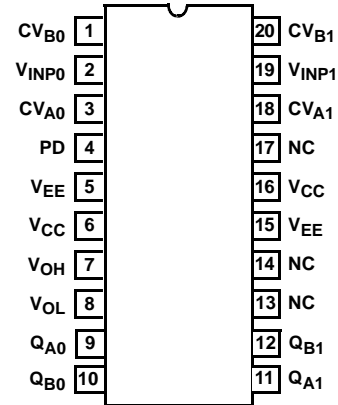 CVB0 1 20 CVB1
VINP0 2 19 VINP1
CVA0 3 18 CVA1
PD 4 17 NC
VEE 5 16 VCC
VCC 6 15 VEE
VOH 7 14 NC
VOL 8 13 NC
QA0 9 12 QB1
QB0 10 11 QA1